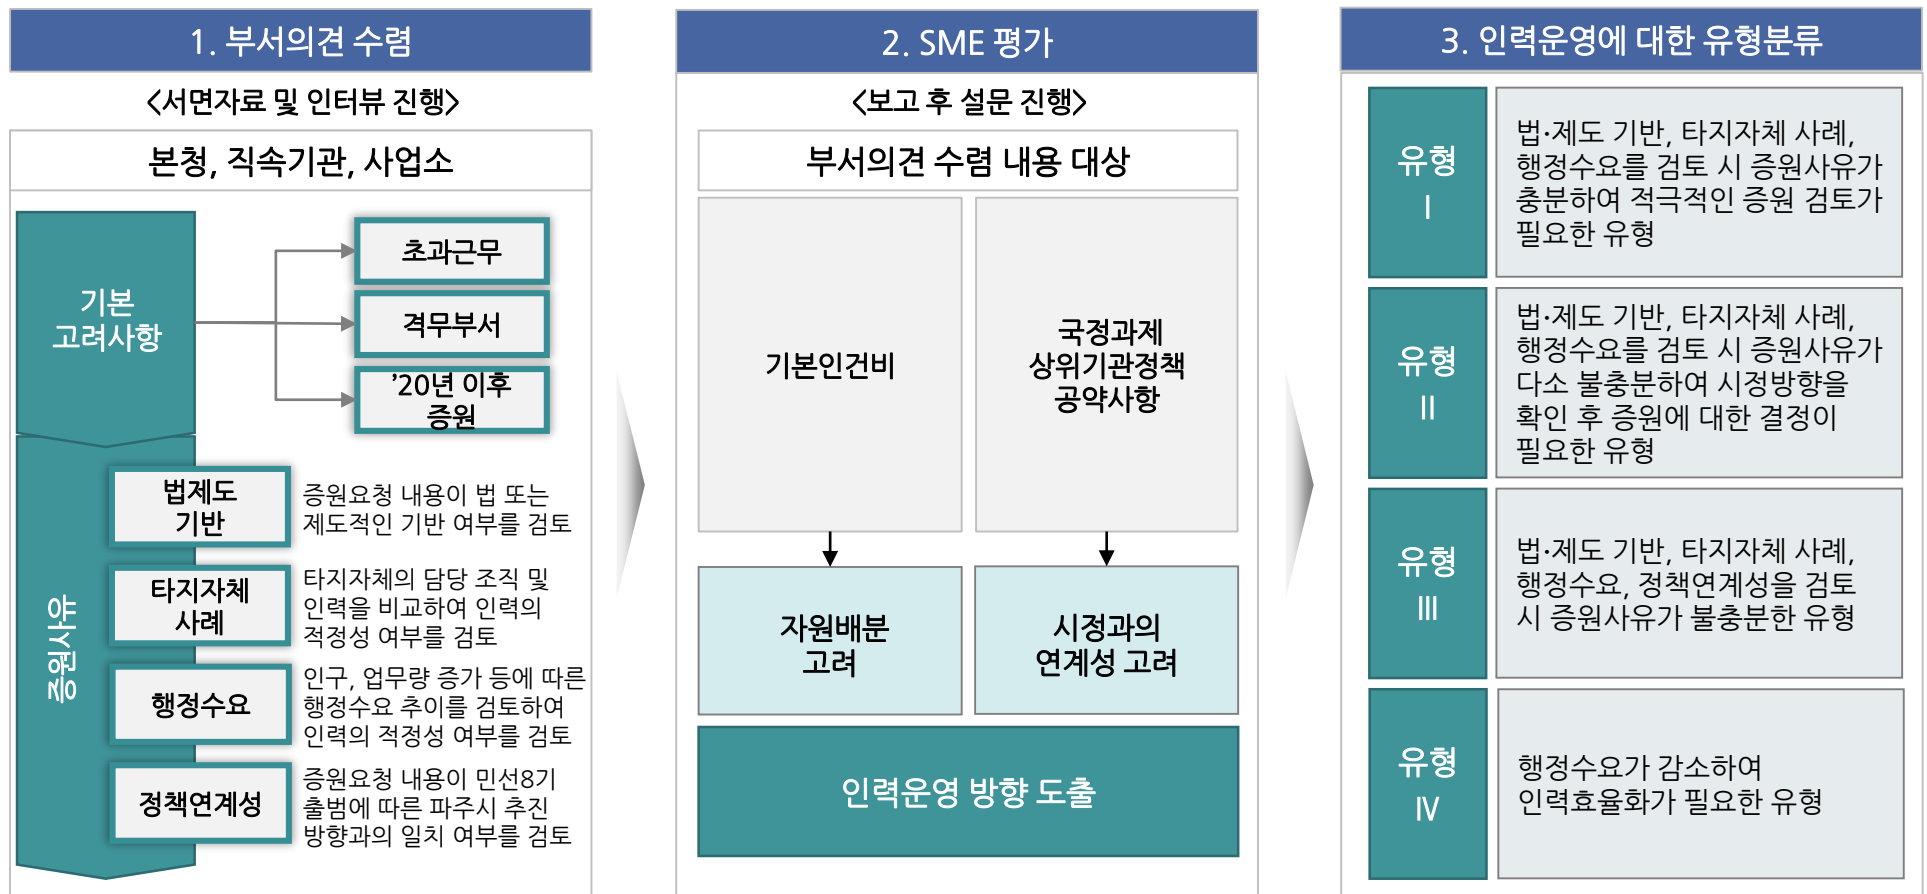 1. 부서의견 수렴
<서면자료 및 인터뷰 진행>
본청, 직속기관, 사업소
기본
고려사항
초과근무
격무부서
’20년 이후
증원
증원사유
법제도
기반
증원요청 내용이 법 또는
제도적인 기반 여부를 검토
타지자체
사례
타지자체의 담당 조직 및
인력을 비교하여 인력의
적정성 여부를 검토
행정수요
인구, 업무량 증가 등에 따른
행정수요 추이를 검토하여
인력의 적정성 여부를 검토
정책연계성
증원요청 내용이 민선8기
출범에 따른 파주시 추진
방향과의 일치 여부를 검토
2. SME 평가
<보고 후 설문 진행>
부서의견 수렴 내용 대상
기본인건비
국정과제
상위기관정책
공약사항
자원배분
고려
시정과의
연계성 고려
인력운영 방향 도출
3. 인력운영에 대한 유형분류
유형
Ⅰ
법·제도 기반, 타지자체 사례,
행정수요를 검토 시 증원사유가
충분하여 적극적인 증원 검토가
필요한 유형
유형
Ⅱ
법·제도 기반, 타지자체 사례,
행정수요를 검토 시 증원사유가
다소 불충분하여 시정방향을
확인 후 증원에 대한 결정이
필요한 유형
유형
Ⅲ
법·제도 기반, 타지자체 사례,
행정수요, 정책연계성을 검토
시 증원사유가 불충분한 유형
유형
Ⅳ
행정수요가 감소하여
인력효율화가 필요한 유형